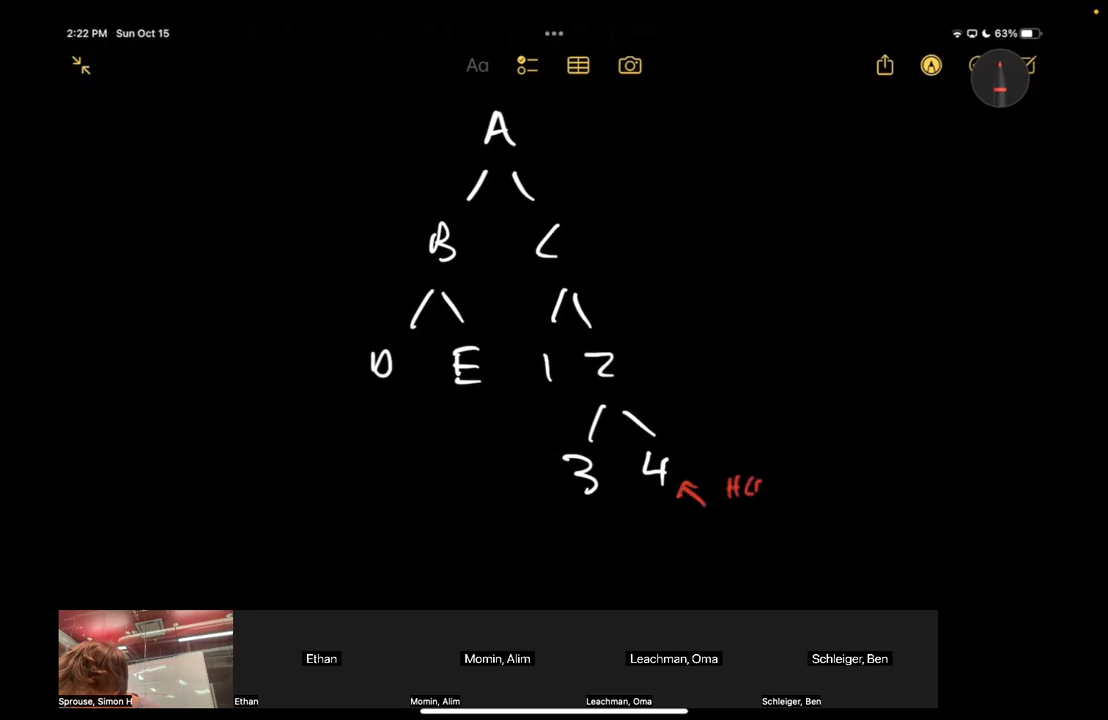 2:22 PM Sun Oct 15
63%
Aa
A
B C
D E 1 2
3 4
Ethan
Momin, Alim
Leachman, Oma
Schleiger, Ben
Sprouse, Simon H
Ethan
Momin, Alim
Leachman, Oma
Schleiger, Ben